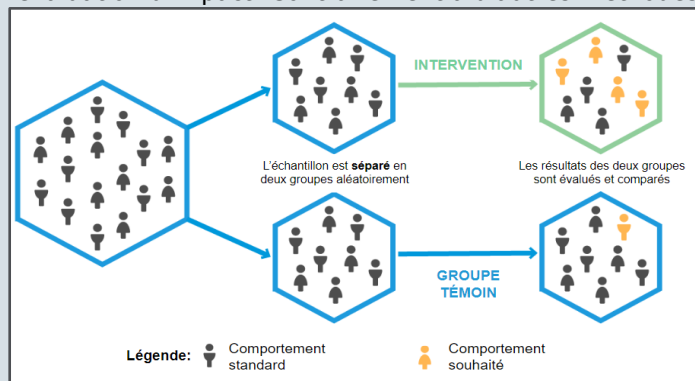 INTERVENTION
L'échantillon est séparé en
deux groupes aléatoirement
Les résultats des deux groupes
sont évalués et comparés
GROUPE
TÉMOIN
Légende:
Comportement
standard
Comportement
souhaité